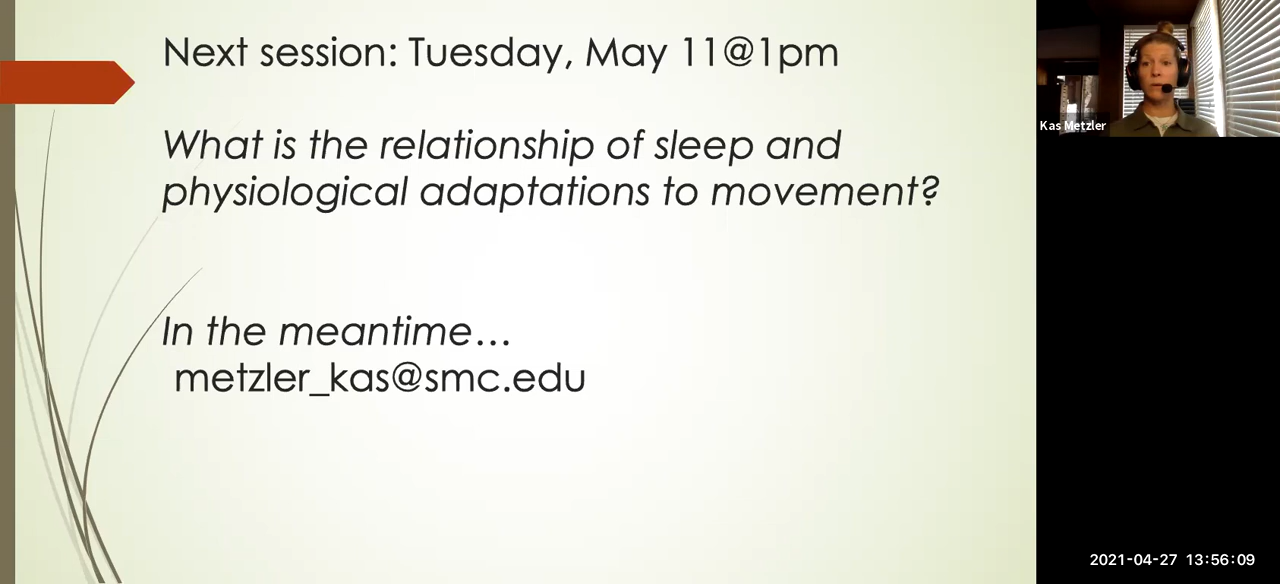 Next session: Tuesday, May 11@1pm
What is the relationship of sleep and
physiological adaptations to movement?
In the meantime…
metzler_kas@smc.edu
Kas Metzler
2021-04-27 13:56:09